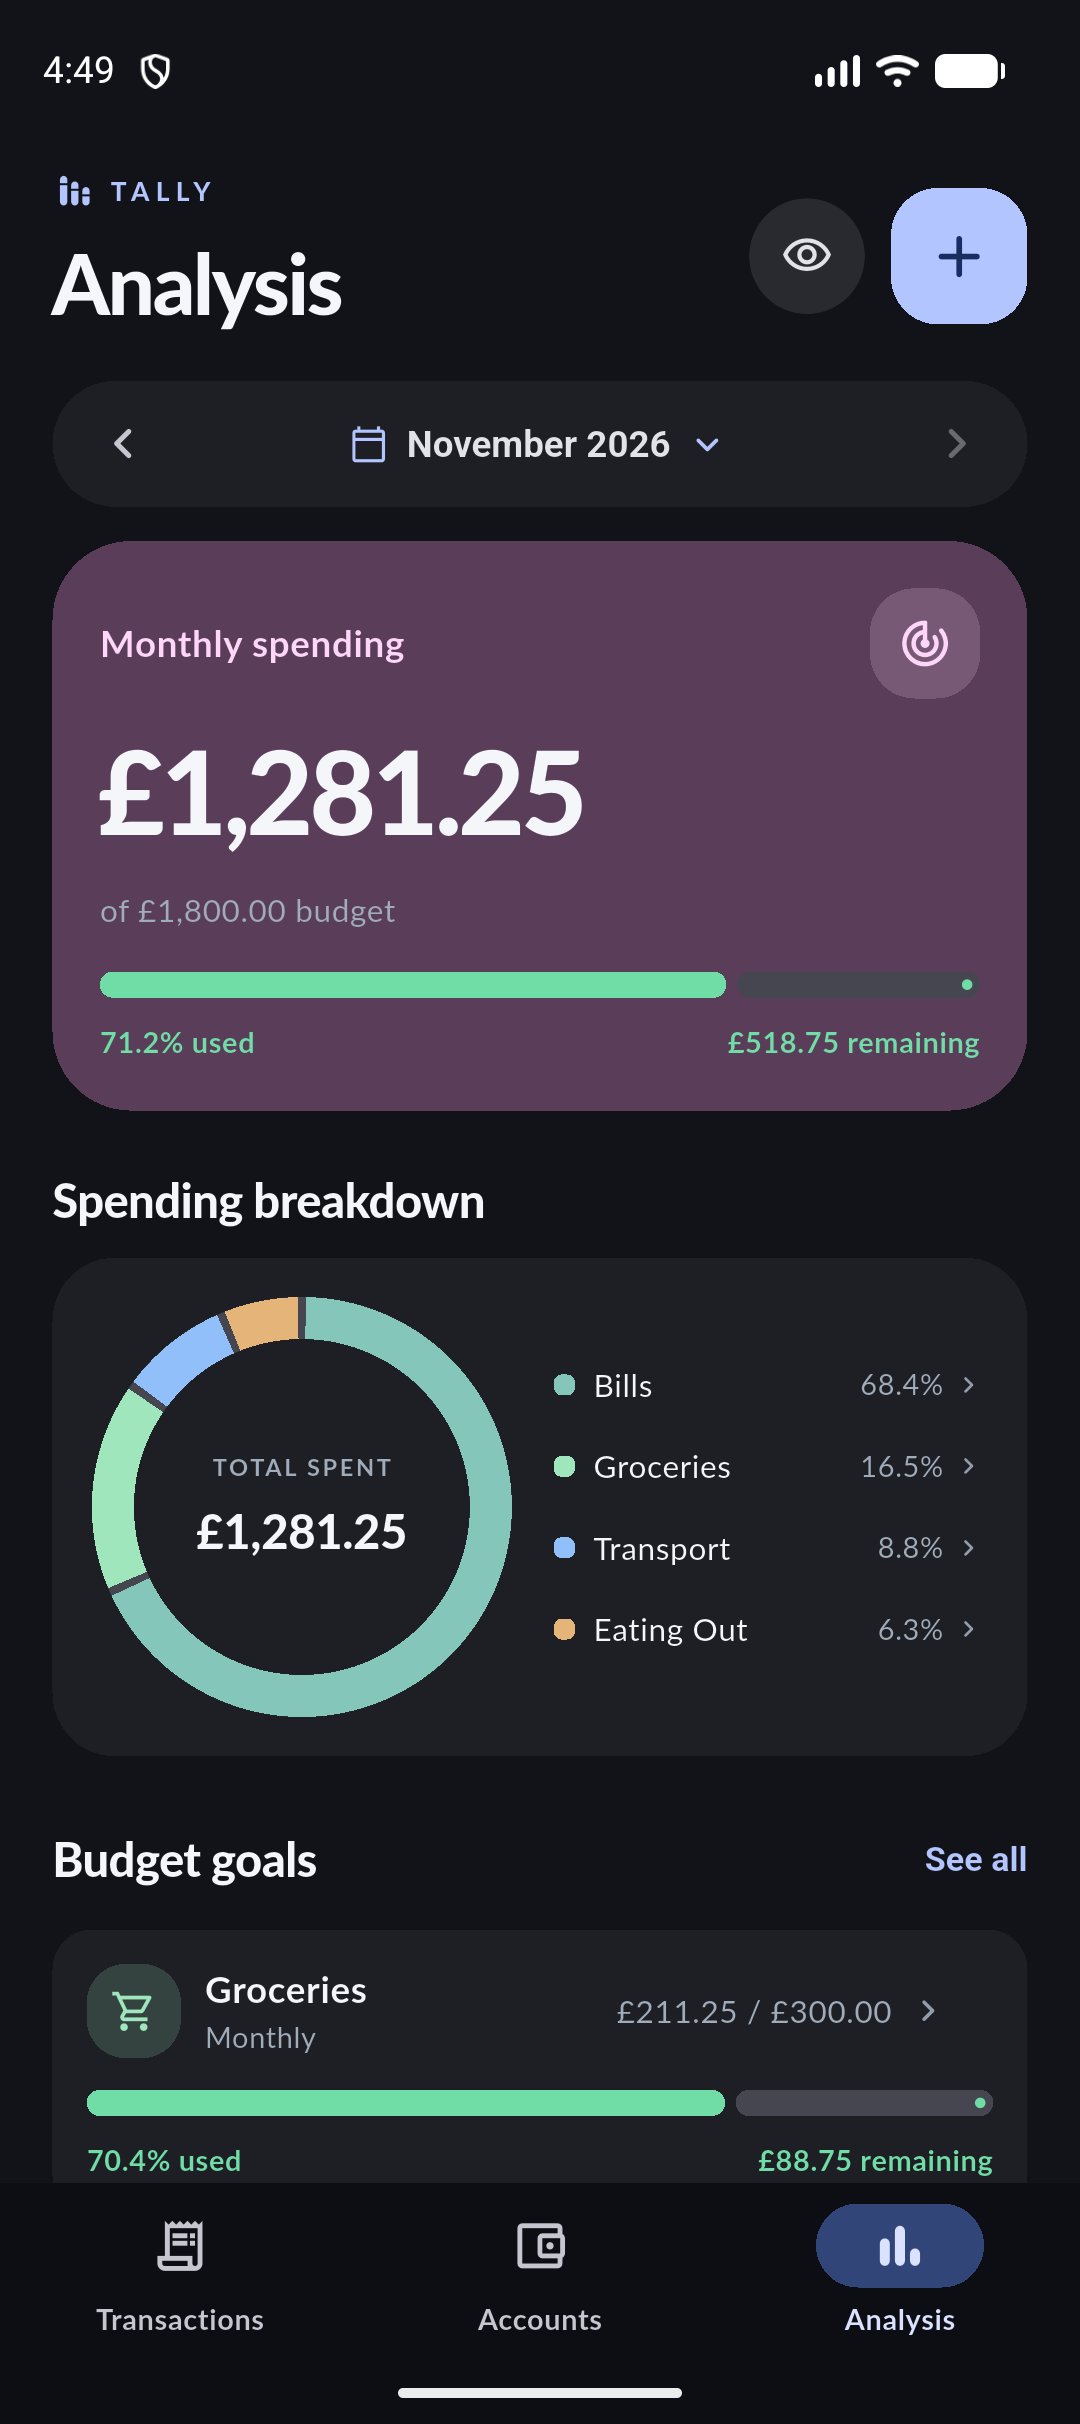 4:49
TALLY
Analysis
November 2026
Monthly spending
£1,281.25
of £1,800.00 budget
71.2% used
£518.75 remaining
Spending breakdown
TOTAL SPENT
£1,281.25
Bills 68.4%
Groceries 16.5%
Transport 8.8%
Eating Out 6.3%
Budget goals
See all
Groceries
Monthly
£211.25 / £300.00
70.4% used
£88.75 remaining
Transactions
Accounts
Analysis